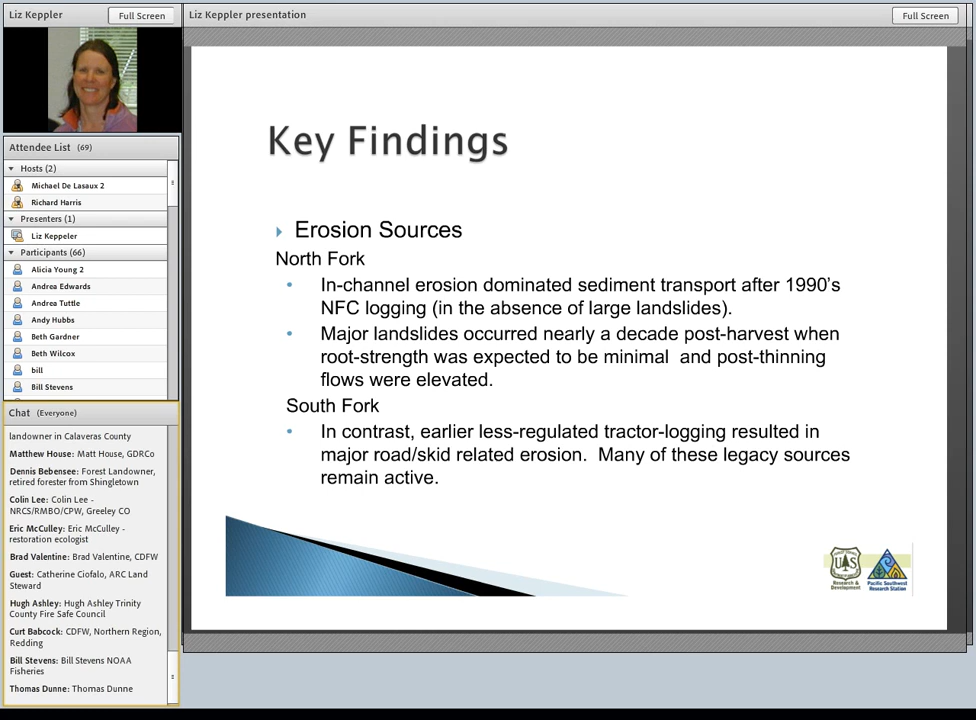 Liz Keppler
Full Screen
Liz Keppler presentation
Full Screen
Attendee List (69)
Hosts (2)
Michael De Lasaux 2
Richard Harris
Presenters (1)
Liz Keppeler
Participants (66)
Alicia Young 2
Andrea Edwards
Andrea Tuttle
Andy Hubbs
Beth Gardner
Beth Wilcox
bill
Bill Stevens
Chat (Everyone)
landowner in Calaveras County
Matthew House: Matt House, GDRCo
Dennis Bebensee: Forest Landowner,
retired forester from Shingletown
Colin Lee: Colin Lee -
NRCS/RMBO/CPW, Greeley CO
Eric McCulley: Eric McCulley -
restoration ecologist
Brad Valentine: Brad Valentine, CDFW
Guest: Catherine Ciofalo, ARC Land
Steward
Hugh Ashley: Hugh Ashley Trinity
County Fire Safe Council
Curt Babcock: CDFW, Northern Region,
Redding
Bill Stevens: Bill Stevens NOAA
Fisheries
Thomas Dunne: Thomas Dunne
Key Findings
Erosion Sources
North Fork
• In-channel erosion dominated sediment transport after 1990's
NFC logging (in the absence of large landslides).
• Major landslides occurred nearly a decade post-harvest when
root-strength was expected to be minimal and post-thinning
flows were elevated.
South Fork
• In contrast, earlier less-regulated tractor-logging resulted in
major road/skid related erosion. Many of these legacy sources
remain active.
UAS
Research &
Development
Pacific Southwest
Research Station